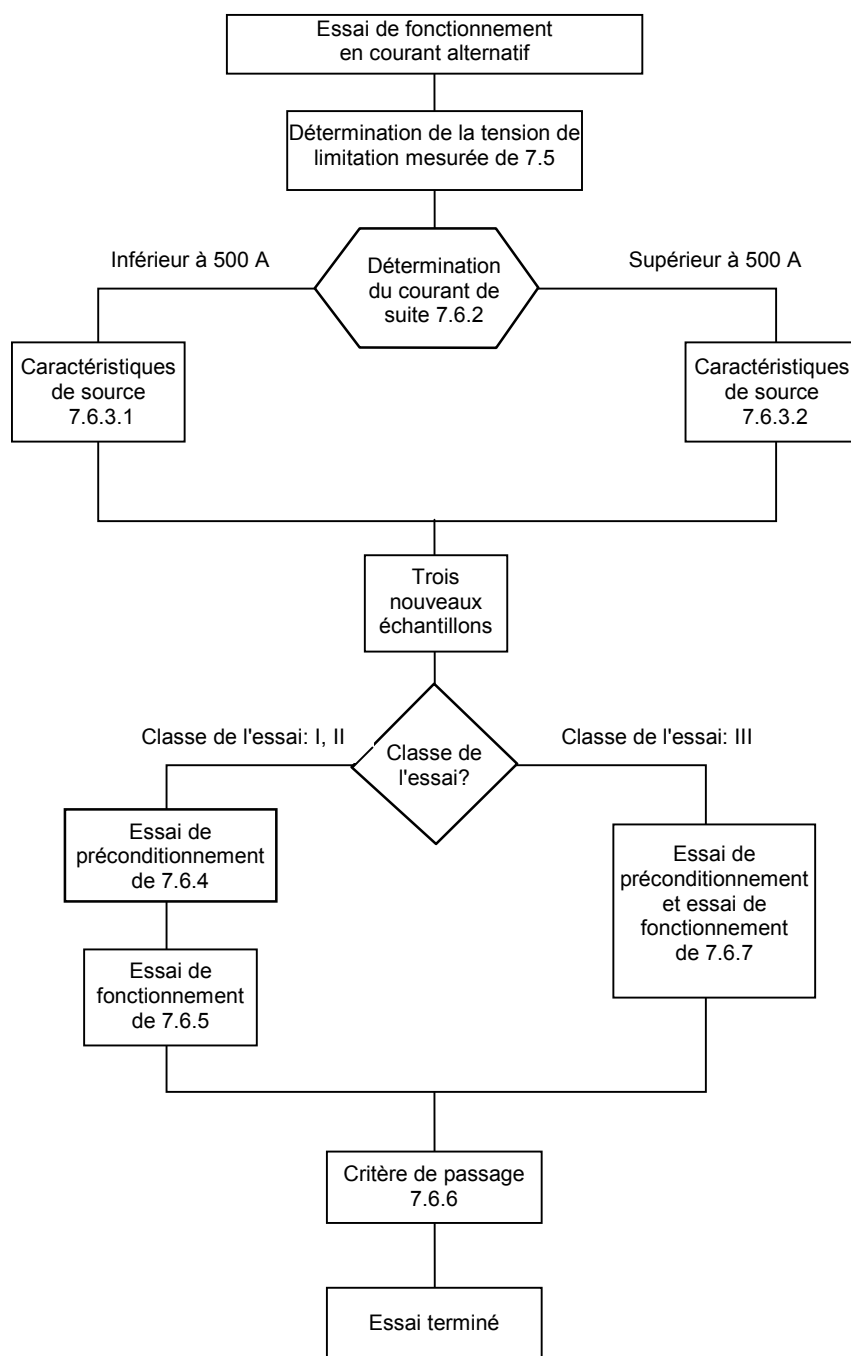 Essai de fonctionnement
en courant alternatif
Détermination de la tension de
limitation mesurée de 7.5
Inférieur à 500 A
Détermination
du courant de
suite 7.6.2
Supérieur à 500 A
Caractéristiques
de source
7.6.3.1
Caractéristiques
de source
7.6.3.2
Trois
nouveaux
échantillons
Classe de l'essai: I, II
Classe de
l'essai?
Classe de l'essai: III
Essai de
préconditionnement
de 7.6.4
Essai de
fonctionnement
de 7.6.5
Essai de
préconditionnement
et essai de
fonctionnement
de 7.6.7
Critère de passage
7.6.6
Essai terminé